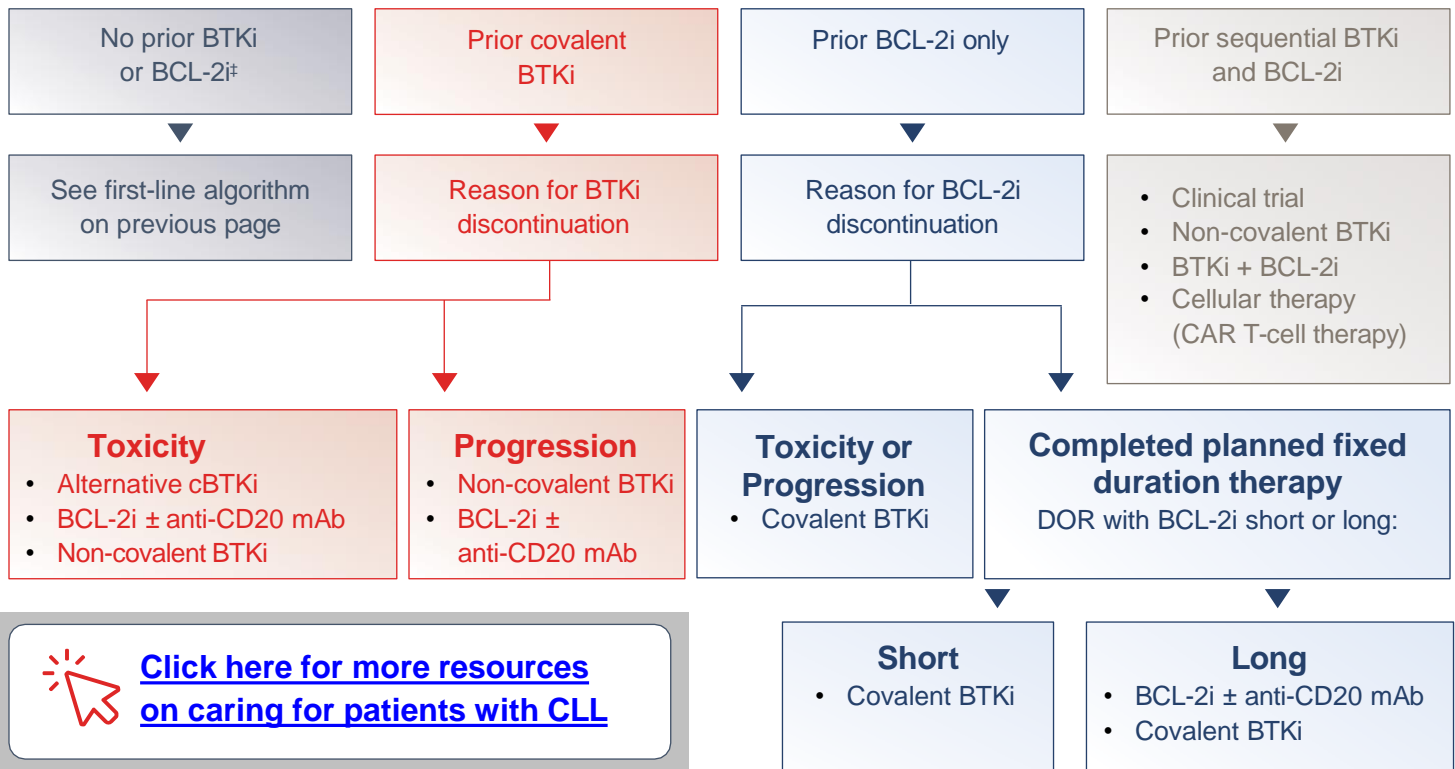 No prior BTKi
or BCL-2i‡
Prior covalent
BTKi
Prior BCL-2i only
Prior sequential BTKi
and BCL-2i
See first-line algorithm
on previous page
Reason for BTKi
discontinuation
Reason for BCL-2i
discontinuation
• Clinical trial
• Non-covalent BTKi
• BTKi + BCL-2i
• Cellular therapy
(CAR T-cell therapy)
Toxicity
• Alternative cBTKi
• BCL-2i ± anti-CD20 mAb
• Non-covalent BTKi
Progression
• Non-covalent BTKi
• BCL-2i ±
anti-CD20 mAb
Toxicity or
Progression
• Covalent BTKi
Completed planned fixed
duration therapy
DOR with BCL-2i short or long:
Click here for more resources
on caring for patients with CLL
Short
• Covalent BTKi
Long
• BCL-2i ± anti-CD20 mAb
• Covalent BTKi